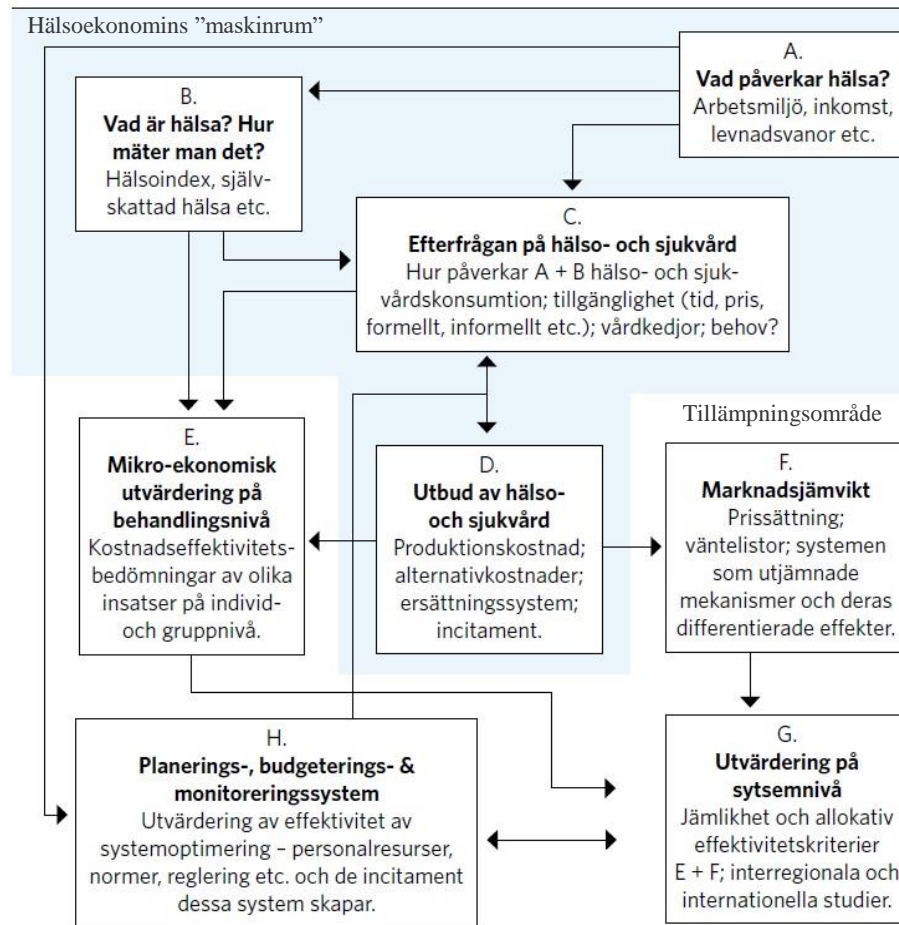 Hälsoekonomins ”maskinrum”
A.
Vad påverkar hälsa?
Arbetsmiljö, inkomst,
levnadsvanor etc.
B.
Vad är hälsa? Hur
mäter man det?
Hälsoindex, själv-
skattad hälsa etc.
C.
Efterfrågan på hälso- och sjukvård
Hur påverkar A + B hälso- och sjuk-
vårdskonsumtion; tillgänglighet (tid, pris,
formellt, informellt etc.); vårdkedjor; behov?
Tillämpningsområde
E.
Mikro-ekonomisk
utvärdering på
behandlingsnivå
Kostnadseffektivitets-
bedömningar av olika
insatser på individ-
och gruppnivå.
D.
Utbud av hälso-
och sjukvård
Produktionskostnad;
alternativkostnader;
ersättningssystem;
incitament.
F.
Marknadsjämvikt
Prissättning;
väntelistor; systemen
som utjämnade
mekanismer och deras
differentierade effekter.
H.
Planerings-, budgeterings- &
monitoreringssystem
Utvärdering av effektivitet av
systemoptimering – personalresurser,
normer, reglering etc. och de incitament
dessa system skapar.
G.
Utvärdering på
sytsemnivå
Jämlikhet och allokativ
effektivitetskriterier
E + F; interregionala och
internationella studier.